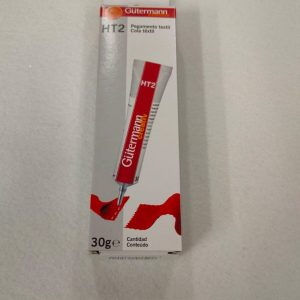 Gütermann
HT2
Pegamento textil
Cola têxtil
HT2
Gütermann
30g℮
Cantidad
Conteúdo